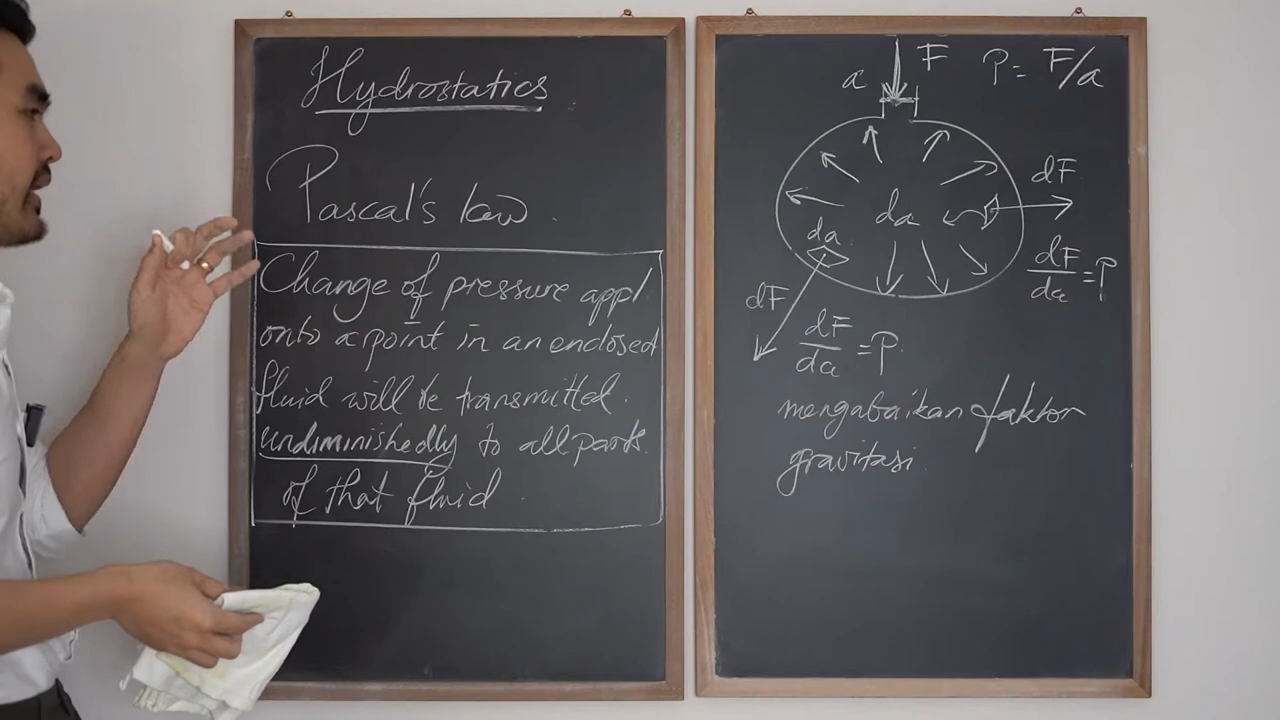 Hydrostatics
Pascal's law.
Change of pressure appl
onto a point in an enclosed
fluid will be transmitted.
undiminishedly to all parts.
of that fluid.
a F P = F/a
da
da
dF
dF/da = P
dF
dF/da = P.
mengabaikan faktor
gravitasi.